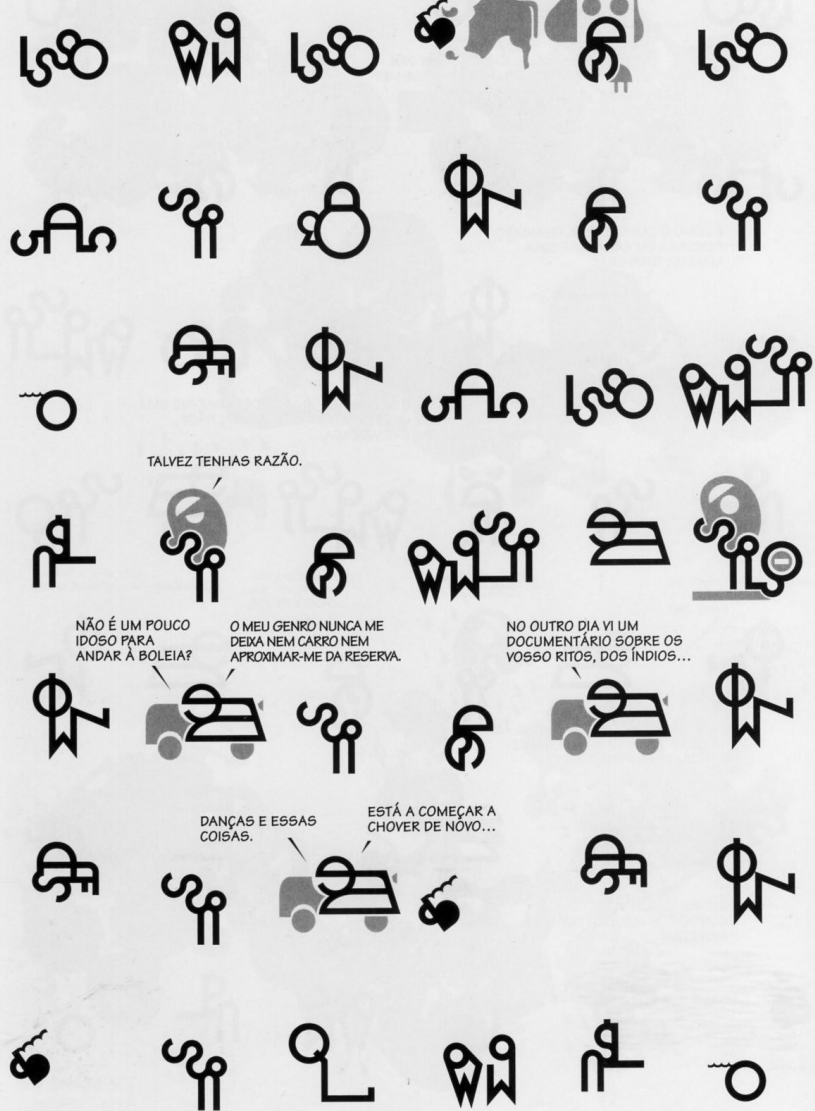 TALVEZ TENHAS RAZÃO.
NÃO É UM POUCO
IDOSO PARA
ANDAR À BOLEIA?
O MEU GENRO NUNCA ME
DEIXA NEM CARRO NEM
APROXIMAR-ME DA RESERVA.
NO OUTRO DIA VI UM
DOCUMENTÁRIO SOBRE OS
VOSSO RITOS, DOS ÍNDIOS...
DANÇAS E ESSAS
COISAS.
ESTÁ A COMEÇAR A
CHOVER DE NOVO...